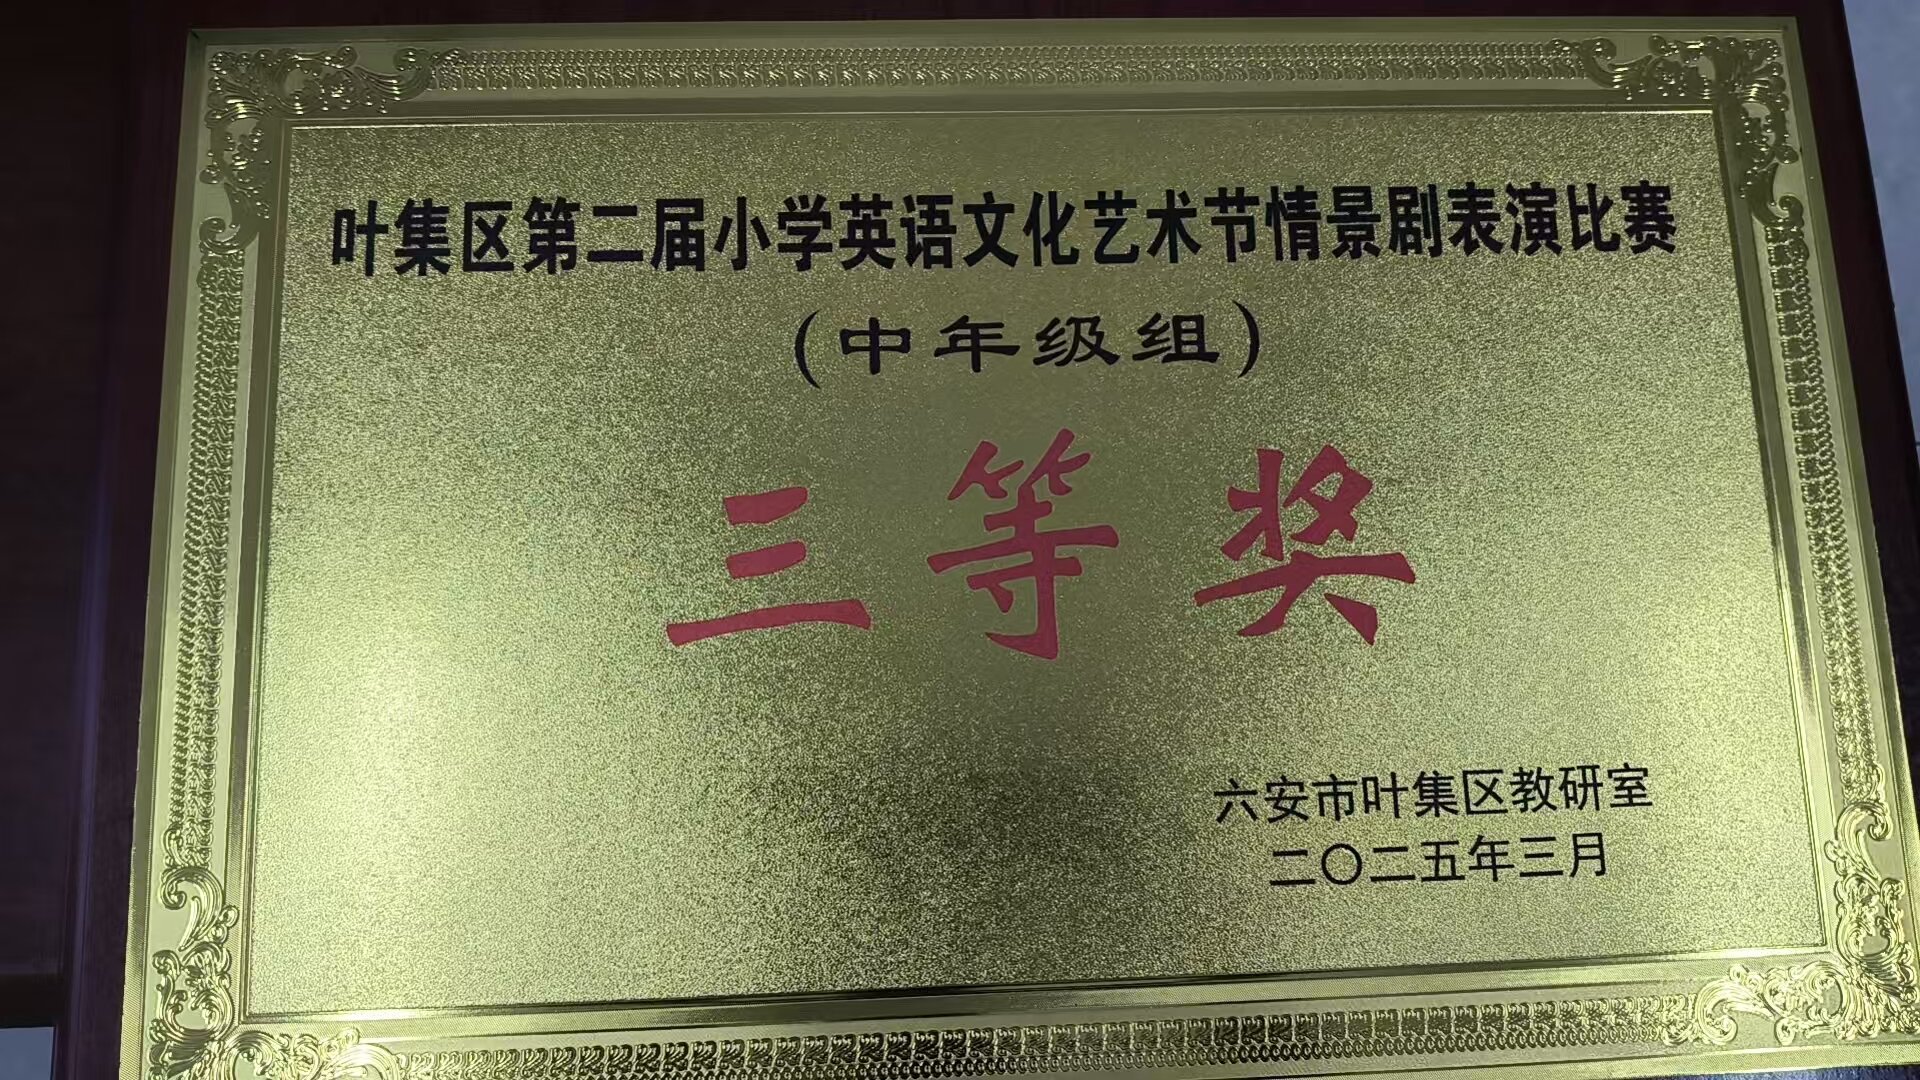 叶集区第二届小学英语文化艺术节情景剧表演比赛
(中年级组)
三等奖
六安市叶集区教研室
二〇二五年三月